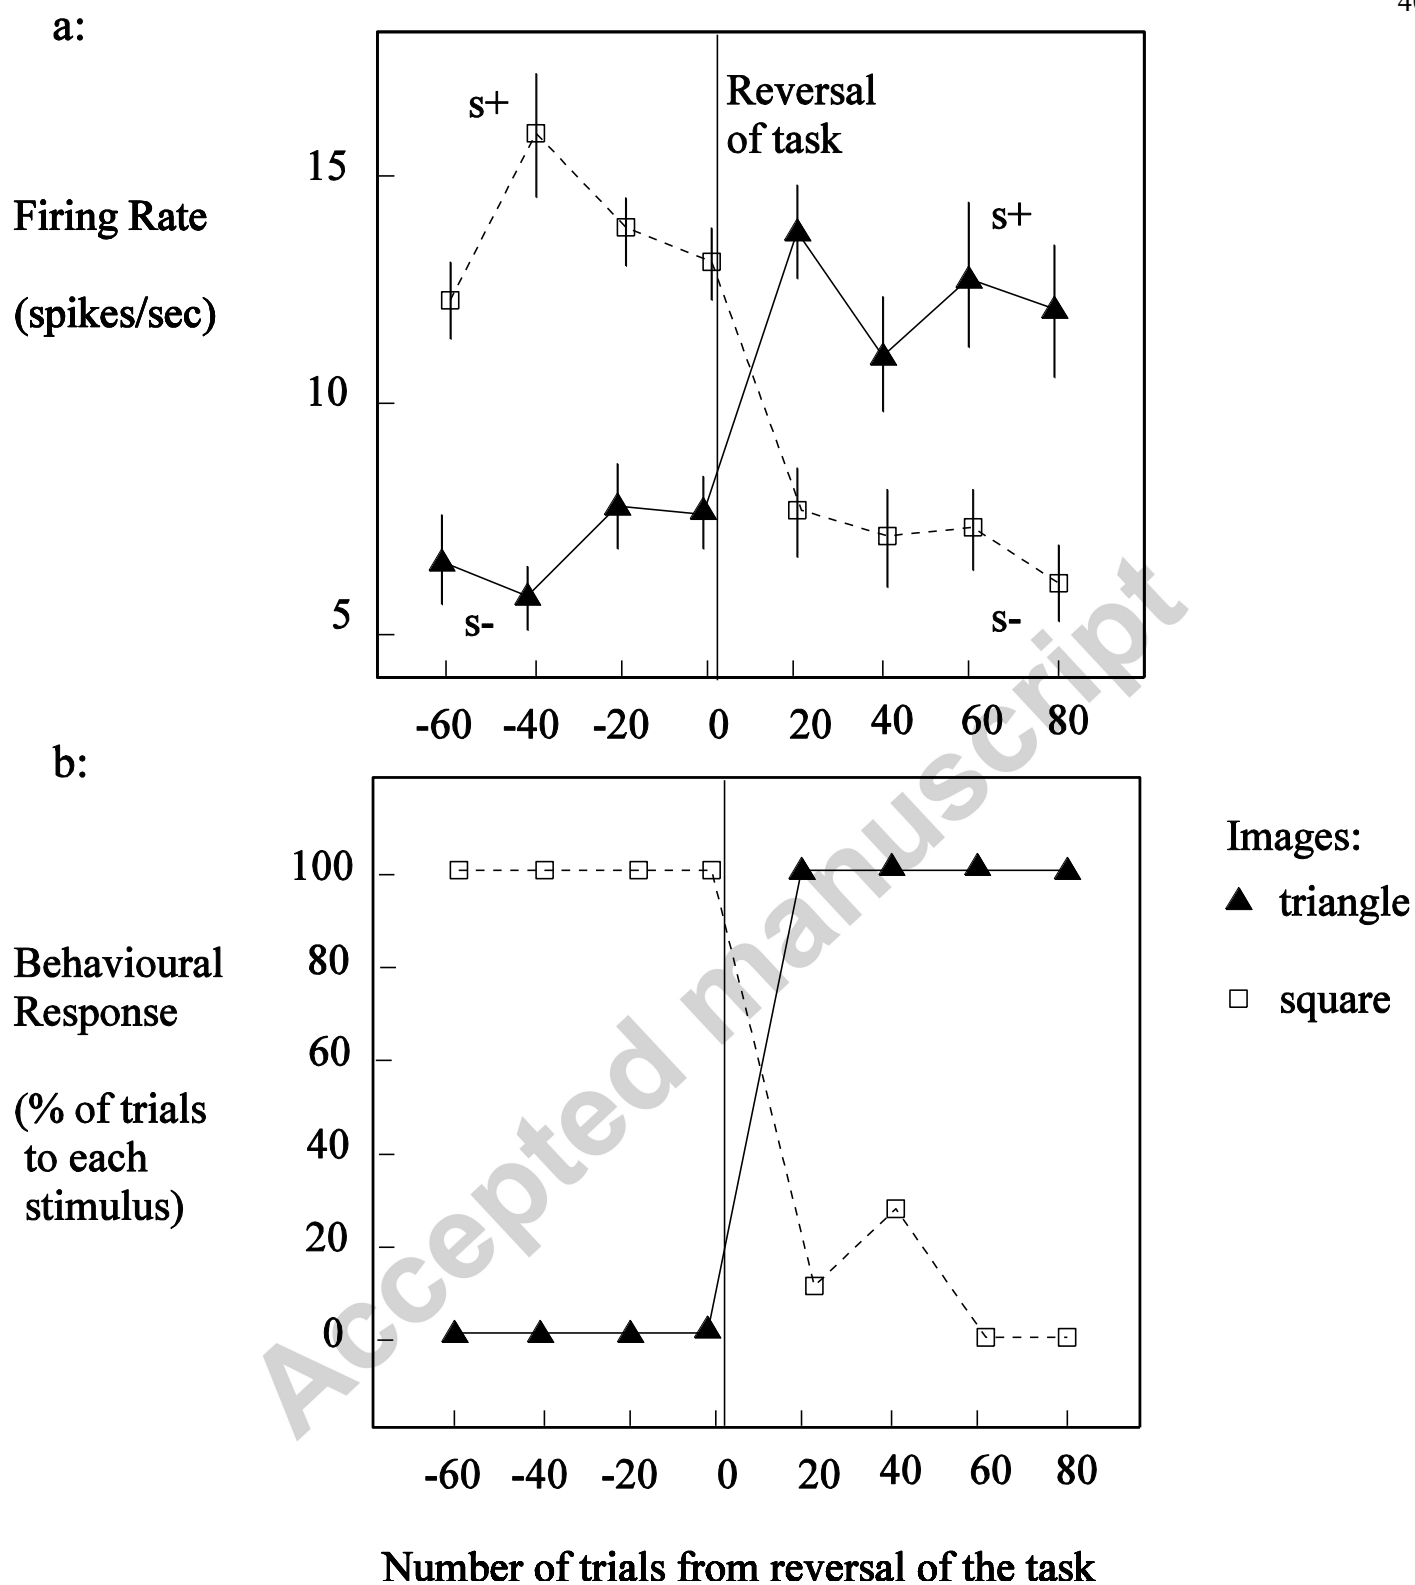 a:
s+
Reversal
of task
15
Firing Rate
s+
(spikes/sec)
10
5
s-
s-
-60 -40 -20 0 20 40 60 80
b:
Images:
100
triangle
80
Behavioural
square
Response
60
(% of trials
40
to each
stimulus)
20
0
-60 -40 -20 0 20 40 60 80
Number of trials from reversal of the task
Accepted manuscript